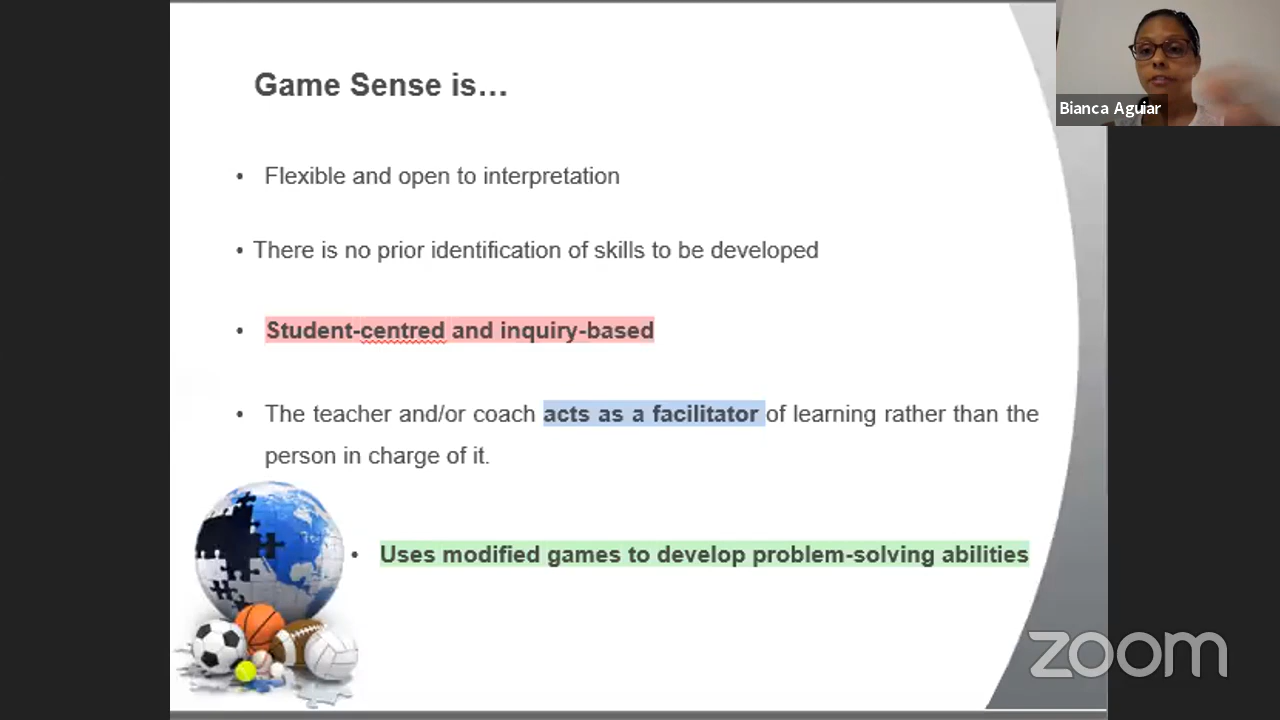 Game Sense is…
Bianca Aguiar
• Flexible and open to interpretation
• There is no prior identification of skills to be developed
• Student-centred and inquiry-based
• The teacher and/or coach acts as a facilitator of learning rather than the
person in charge of it.
• Uses modified games to develop problem-solving abilities
zoom